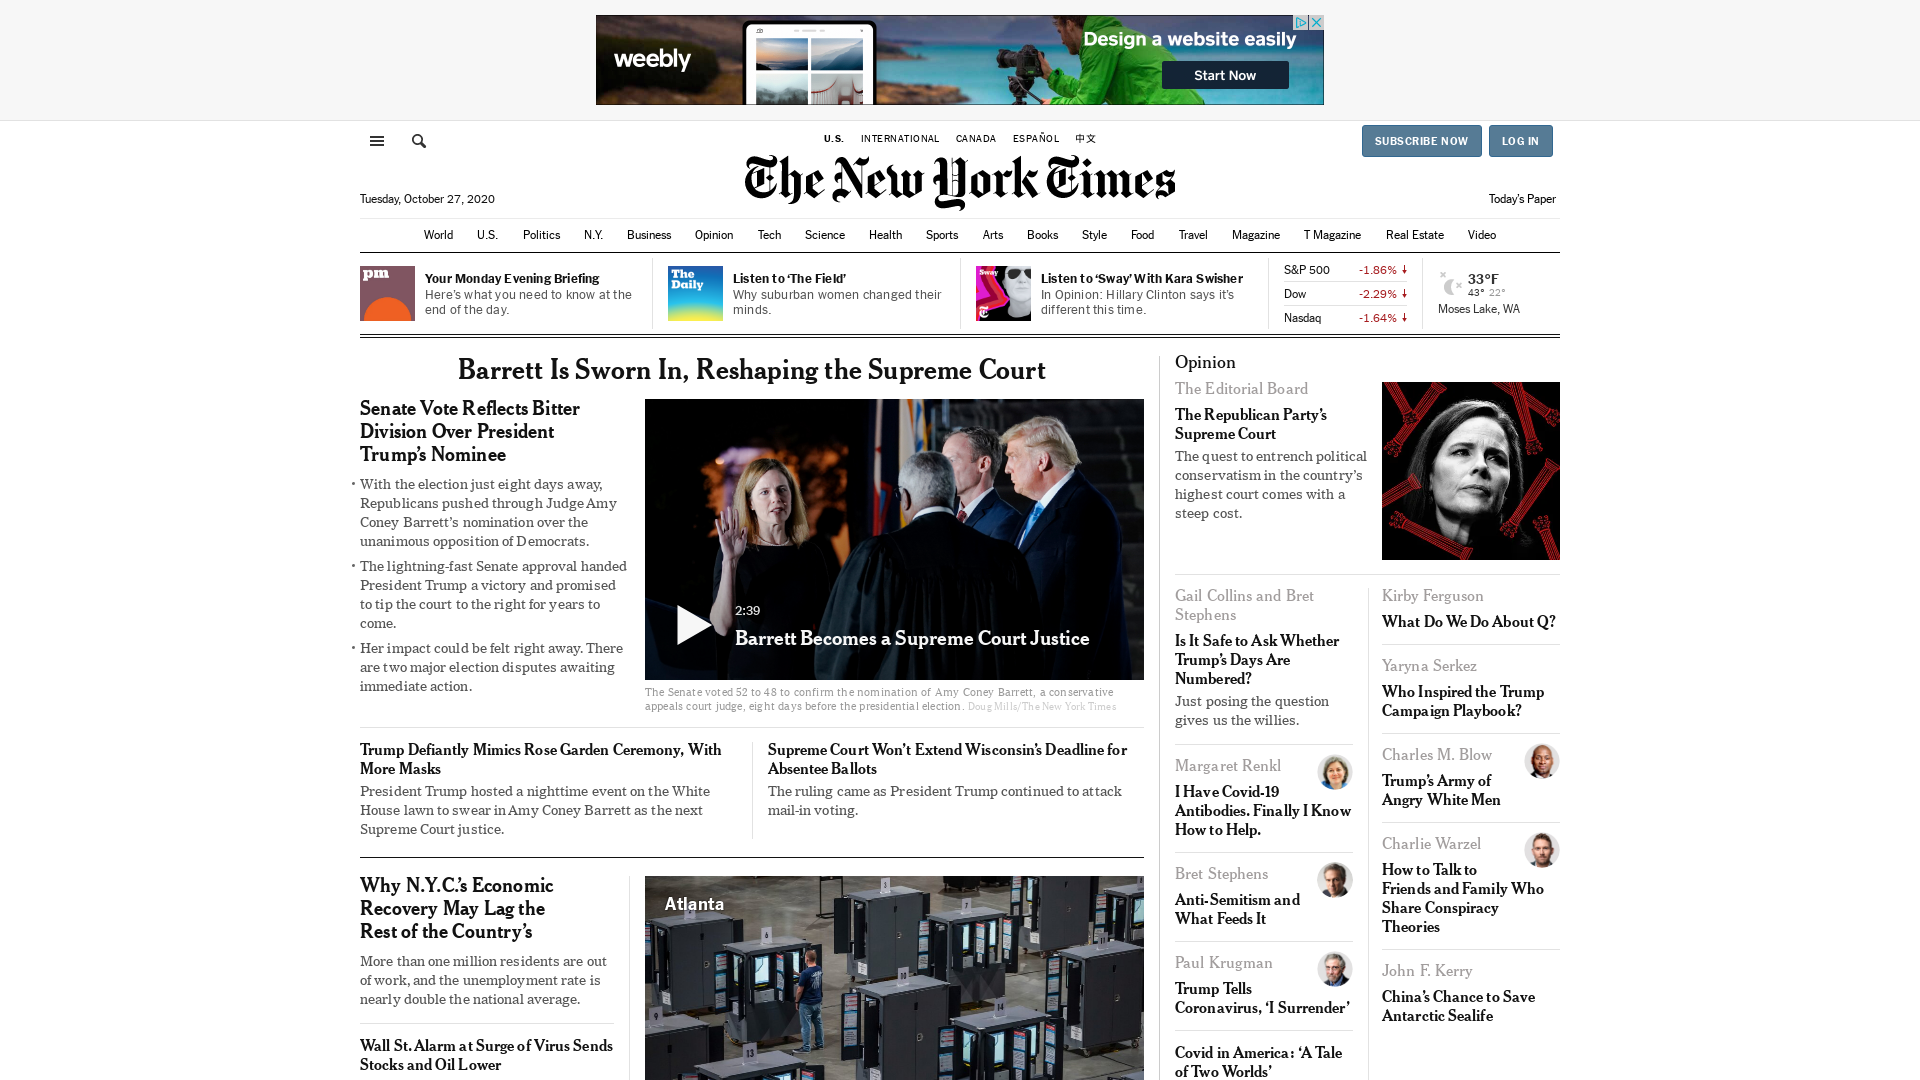 weebly
Design a website easily
Start Now
U.S.
INTERNATIONAL
CANADA
ESPAÑOL
中文
SUBSCRIBE NOW
LOG IN
The New York Times
Tuesday, October 27, 2020
Today's Paper
World
U.S.
Politics
N.Y.
Business
Opinion
Tech
Science
Health
Sports
Arts
Books
Style
Food
Travel
Magazine
T Magazine
Real Estate
Video
pm
Your Monday Evening Briefing
Here's what you need to know at the
end of the day.
The
Daily
Listen to 'The Field'
Why suburban women changed their
minds.
Sway
Listen to 'Sway' With Kara Swisher
In Opinion: Hillary Clinton says it's
different this time.
S&P 500 -1.86% ↓
Dow -2.29% ↓
Nasdaq -1.64% ↓
33°F
43° 22°
Moses Lake, WA
Barrett Is Sworn In, Reshaping the Supreme Court
Senate Vote Reflects Bitter
Division Over President
Trump's Nominee
• With the election just eight days away,
Republicans pushed through Judge Amy
Coney Barrett's nomination over the
unanimous opposition of Democrats.
• The lightning-fast Senate approval handed
President Trump a victory and promised
to tip the court to the right for years to
come.
• Her impact could be felt right away. There
are two major election disputes awaiting
immediate action.
2:39
Barrett Becomes a Supreme Court Justice
The Senate voted 52 to 48 to confirm the nomination of Amy Coney Barrett, a conservative
appeals court judge, eight days before the presidential election. Doug Mills/The New York Times
Trump Defiantly Mimics Rose Garden Ceremony, With
More Masks
President Trump hosted a nighttime event on the White
House lawn to swear in Amy Coney Barrett as the next
Supreme Court justice.
Supreme Court Won't Extend Wisconsin's Deadline for
Absentee Ballots
The ruling came as President Trump continued to attack
mail-in voting.
Why N.Y.C.'s Economic
Recovery May Lag the
Rest of the Country's
More than one million residents are out
of work, and the unemployment rate is
nearly double the national average.
Wall St. Alarm at Surge of Virus Sends
Stocks and Oil Lower
Atlanta
5
7
6
10
9
14
13
Opinion
The Editorial Board
The Republican Party's
Supreme Court
The quest to entrench political
conservatism in the country's
highest court comes with a
steep cost.
Gail Collins and Bret
Stephens
Is It Safe to Ask Whether
Trump's Days Are
Numbered?
Just posing the question
gives us the willies.
Margaret Renkl
I Have Covid-19
Antibodies. Finally I Know
How to Help.
Bret Stephens
Anti-Semitism and
What Feeds It
Paul Krugman
Trump Tells
Coronavirus, 'I Surrender'
Covid in America: 'A Tale
of Two Worlds'
Kirby Ferguson
What Do We Do About Q?
Yaryna Serkez
Who Inspired the Trump
Campaign Playbook?
Charles M. Blow
Trump's Army of
Angry White Men
Charlie Warzel
How to Talk to
Friends and Family Who
Share Conspiracy
Theories
John F. Kerry
China's Chance to Save
Antarctic Sealife